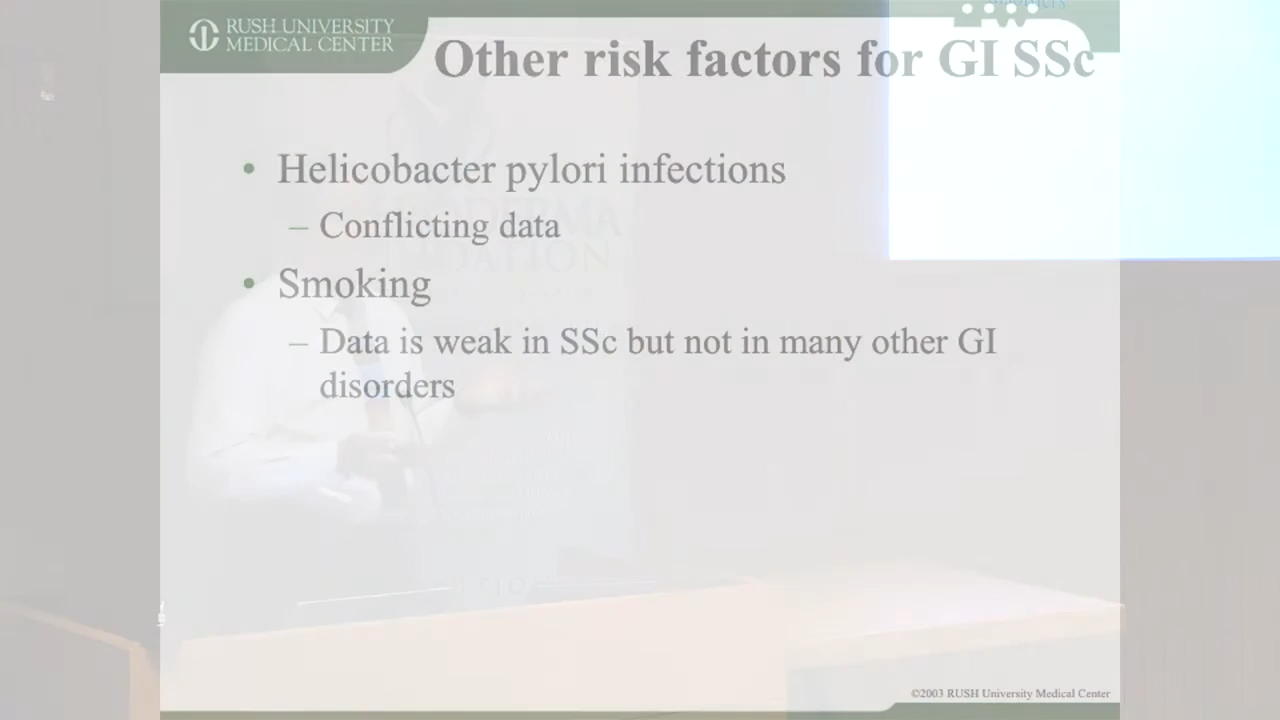 RUSH UNIVERSITY
MEDICAL CENTER
Other risk factors for GI SSc
• Helicobacter pylori infections
– Conflicting data
• Smoking
– Data is weak in SSc but not in many other GI
disorders
©2003 RUSH University Medical Center